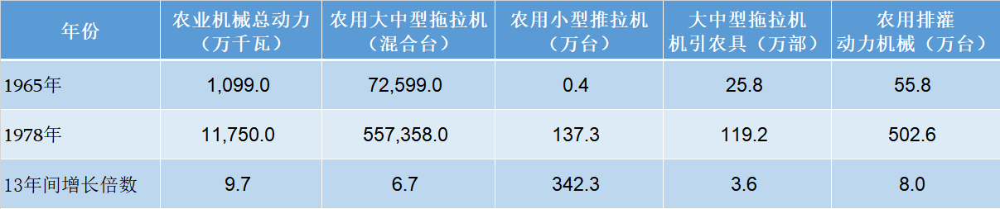 年份 农业机械总动力（万千瓦） 农用大中型拖拉机（混合台） 农用小型推拉机（万台） 大中型拖拉机机引农具（万部） 农用排灌动力机械（万台）
1965年 1,099.0 72,599.0 0.4 25.8 55.8
1978年 11,750.0 557,358.0 137.3 119.2 502.6
13年间增长倍数 9.7 6.7 342.3 3.6 8.0